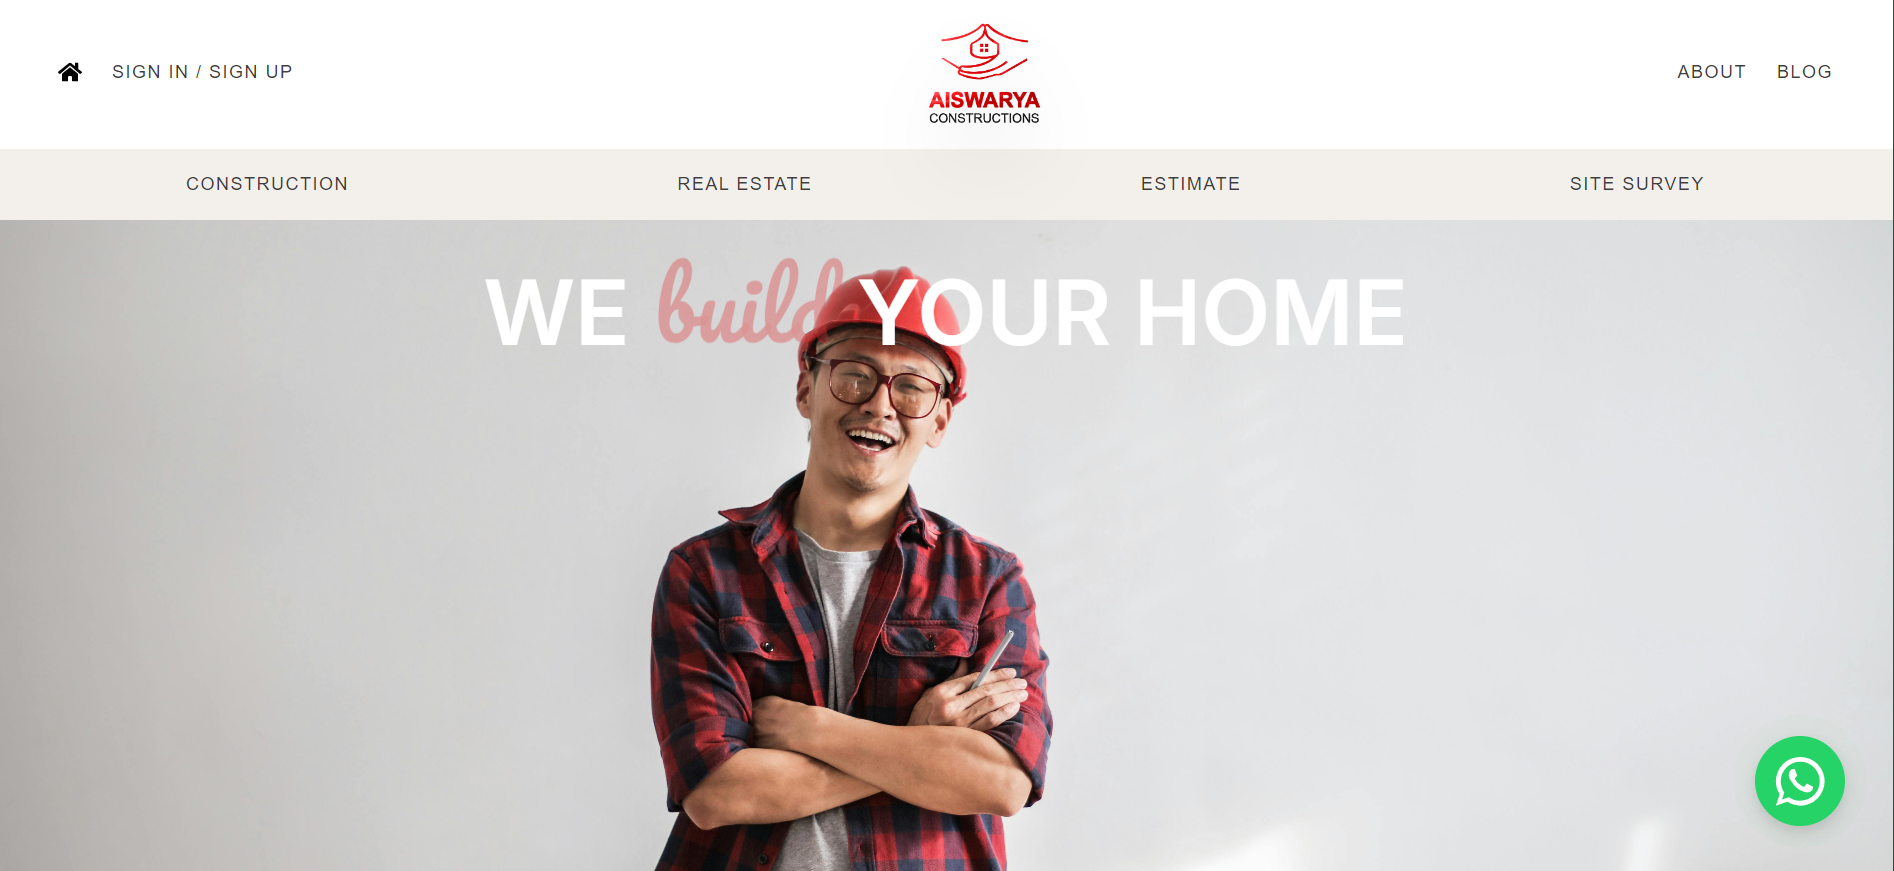 SIGN IN / SIGN UP
AISWARYA
CONSTRUCTIONS
ABOUT BLOG
CONSTRUCTION REAL ESTATE ESTIMATE SITE SURVEY
WE build YOUR HOME